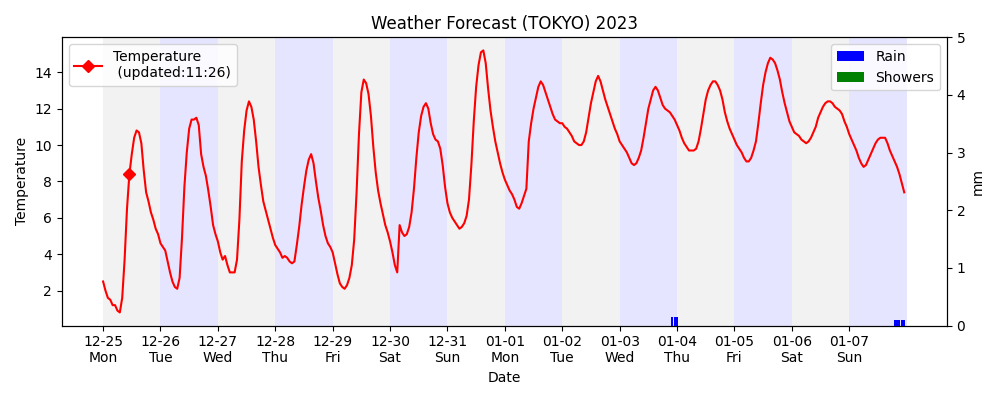 Weather Forecast (TOKYO) 2023
Temperature
(updated:11:26)
Rain
Showers
Temperature
14
12
10
8
6
4
2
5
4
3
2
1
0
mm
12-25 12-26 12-27 12-28 12-29 12-30 12-31 01-01 01-02 01-03 01-04 01-05 01-06 01-07
Mon Tue Wed Thu Fri Sat Sun Mon Tue Wed Thu Fri Sat Sun
Date